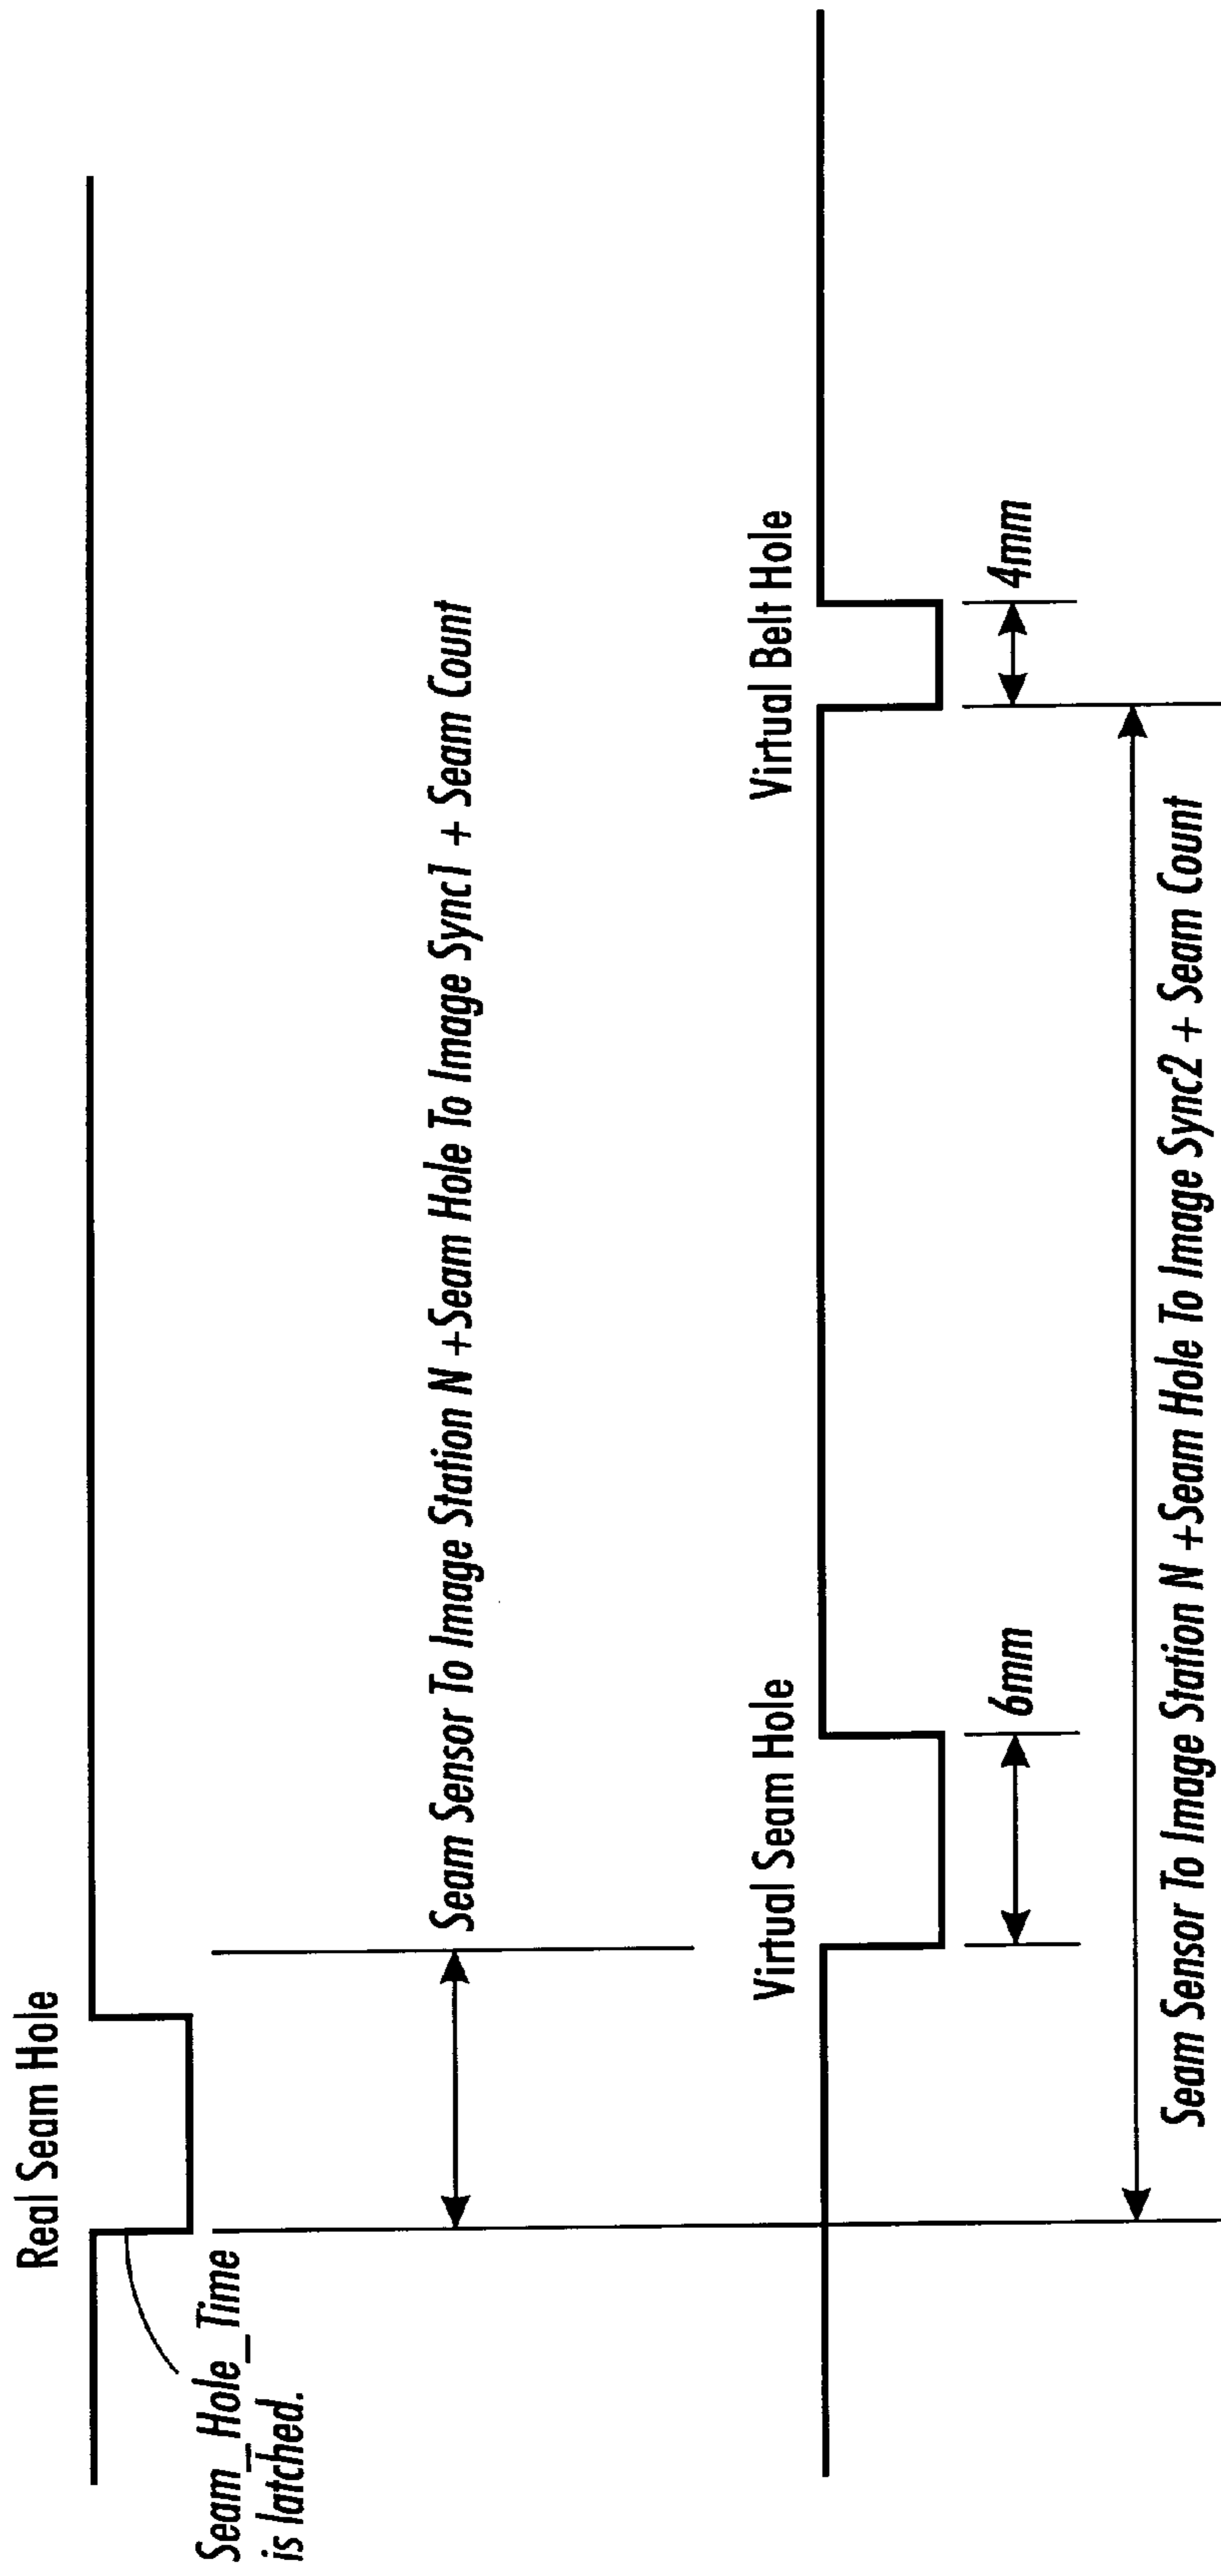 Real Seam Hole
Seam_Hole_Time
is latched.
Seam Sensor To Image Station N +Seam Hole To Image Sync1 + Seam Count
Virtual Seam Hole
Virtual Belt Hole
6mm
4mm
Seam Sensor To Image Station N +Seam Hole To Image Sync2 + Seam Count